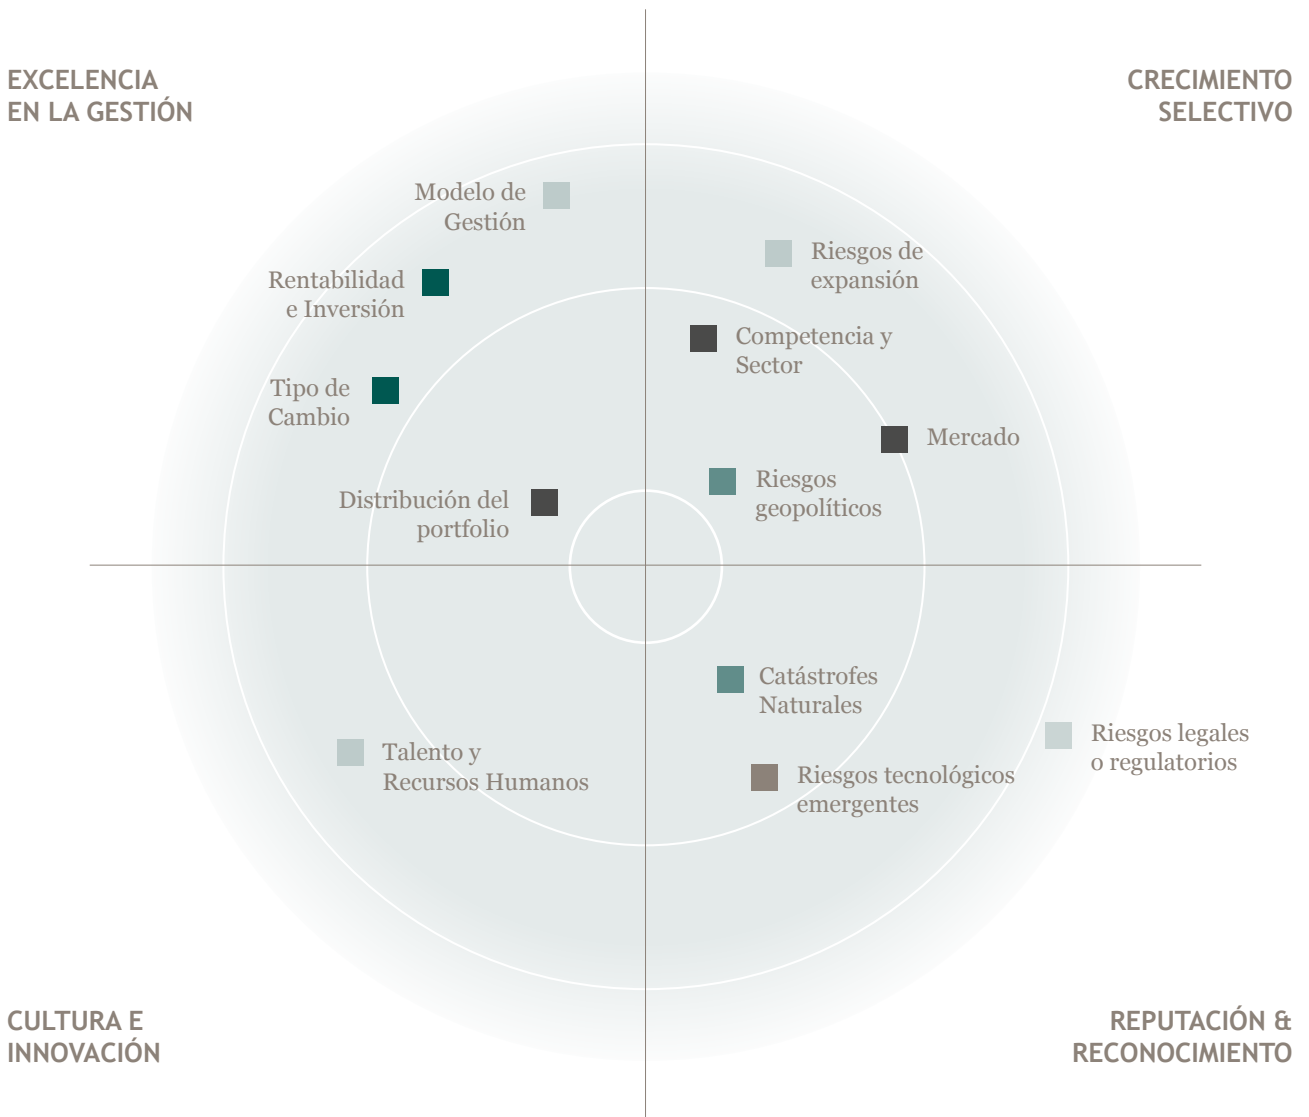 EXCELENCIA
EN LA GESTIÓN
CRECIMIENTO
SELECTIVO
Modelo de
Gestión
Rentabilidad
e Inversión
Tipo de
Cambio
Distribución del
portfolio
Riesgos de
expansión
Competencia y
Sector
Mercado
Riesgos
geopolíticos
Talento y
Recursos Humanos
Catástrofes
Naturales
Riesgos legales
o regulatorios
Riesgos tecnológicos
emergentes
CULTURA E
INNOVACIÓN
REPUTACIÓN &
RECONOCIMIENTO